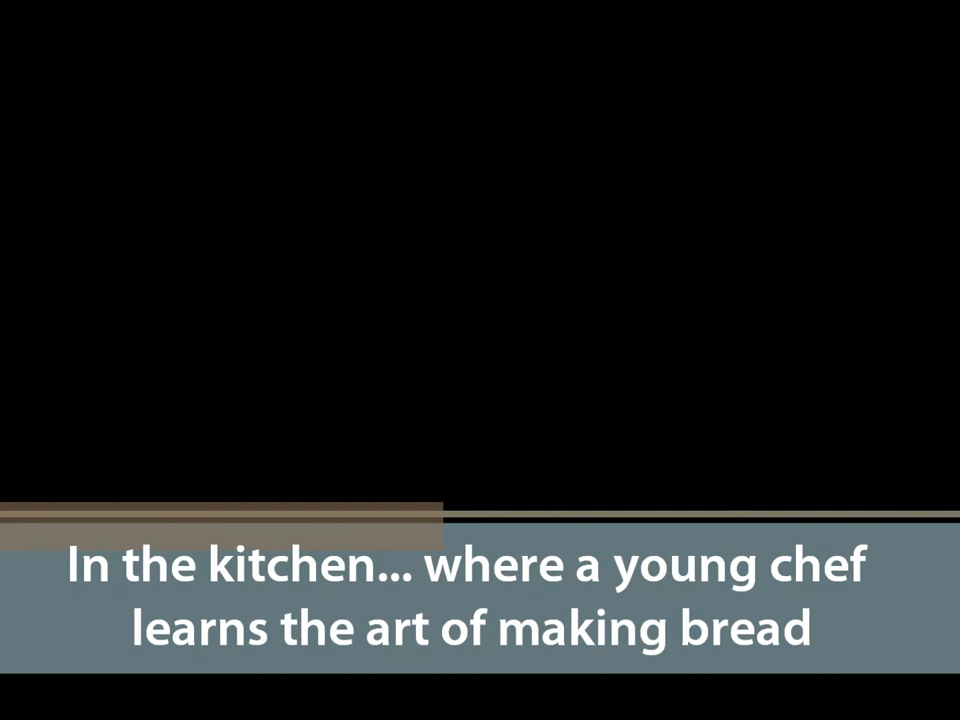 In the kitchen... where a young chef
learns the art of making bread